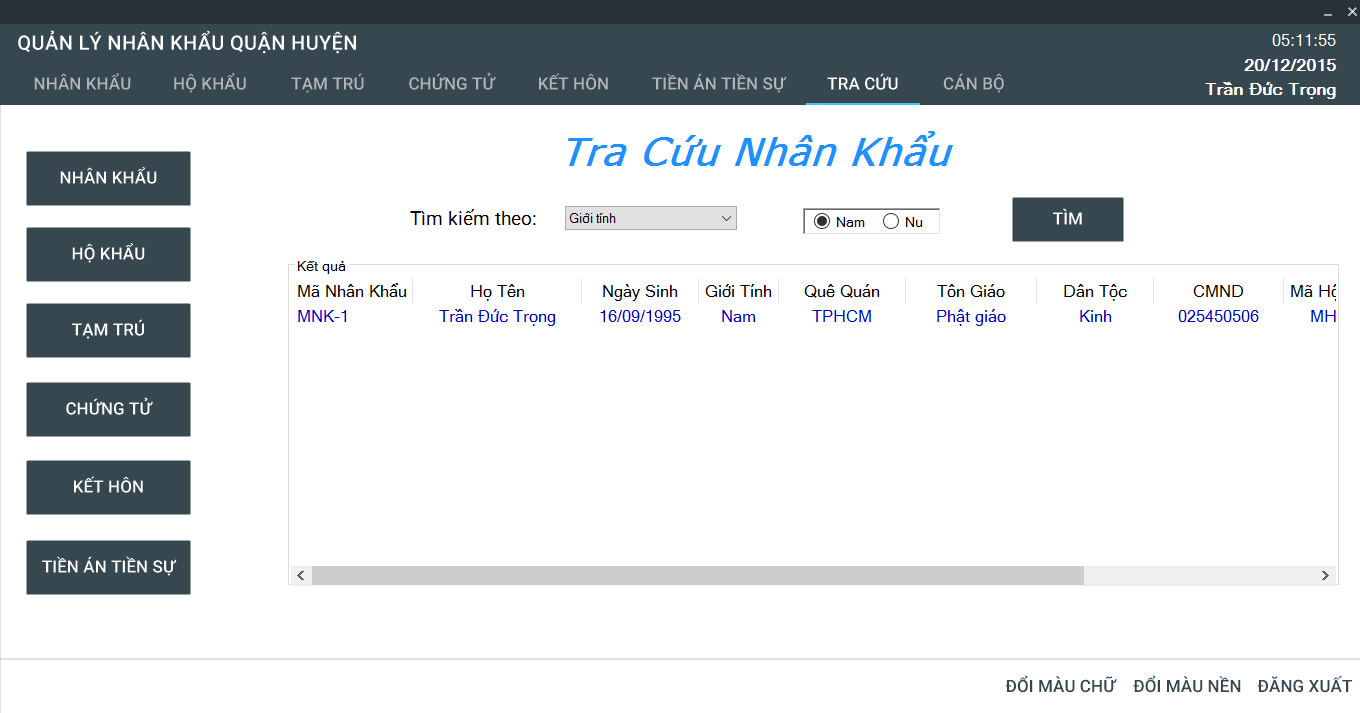 QUẢN LÝ NHÂN KHẨU QUẬN HUYỆN
05:11:55
20/12/2015
Trần Đức Trọng
NHÂN KHẨU HỘ KHẨU TẠM TRÚ CHỨNG TỬ KẾT HÔN TIỀN ÁN TIỀN SỰ TRA CỨU CÁN BỘ
Tra Cứu Nhân Khẩu
NHÂN KHẨU
HỘ KHẨU
TẠM TRÚ
CHỨNG TỬ
KẾT HÔN
TIỀN ÁN TIỀN SỰ
Tìm kiếm theo: Giới tính Nam Nu TÌM
Kết quả
Mã Nhân Khẩu Họ Tên Ngày Sinh Giới Tính Quê Quán Tôn Giáo Dân Tộc CMND Mã
MNK-1 Trần Đức Trọng 16/09/1995 Nam TPHCM Phật giáo Kinh 025450506 MH
ĐỔI MÀU CHỮ ĐỔI MÀU NỀN ĐĂNG XUẤT